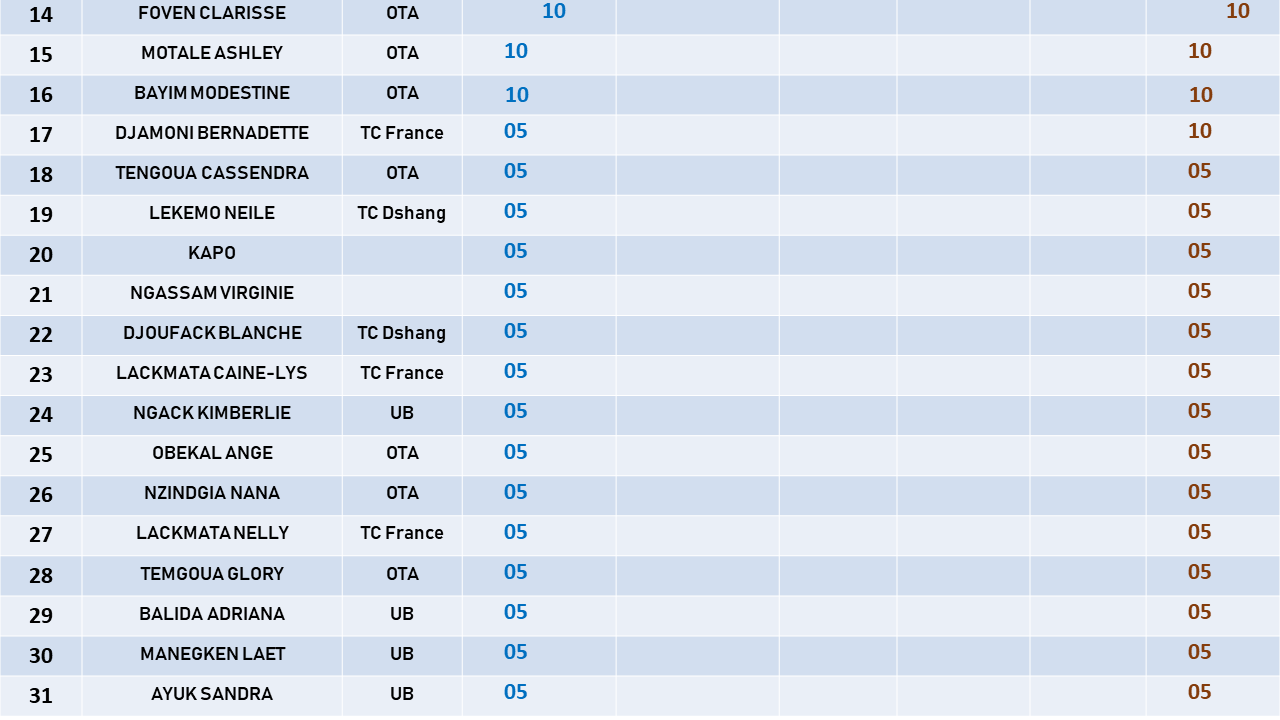 14 FOVEN CLARISSE OTA 10 10
15 MOTALE ASHLEY OTA 10 10
16 BAYIM MODESTINE OTA 10 10
17 DJAMONI BERNADETTE TC France 05 10
18 TENGOUA CASSENDRA OTA 05 05
19 LEKEMO NEILE TC Dshang 05 05
20 KAPO 05 05
21 NGASSAM VIRGINIE 05 05
22 DJOUFACK BLANCHE TC Dshang 05 05
23 LACKMATA CAINE-LYS TC France 05 05
24 NGACK KIMBERLIE UB 05 05
25 OBEKAL ANGE OTA 05 05
26 NZINDGIA NANA OTA 05 05
27 LACKMATA NELLY TC France 05 05
28 TEMGOUA GLORY OTA 05 05
29 BALIDA ADRIANA UB 05 05
30 MANEGKEN LAET UB 05 05
31 AYUK SANDRA UB 05 05